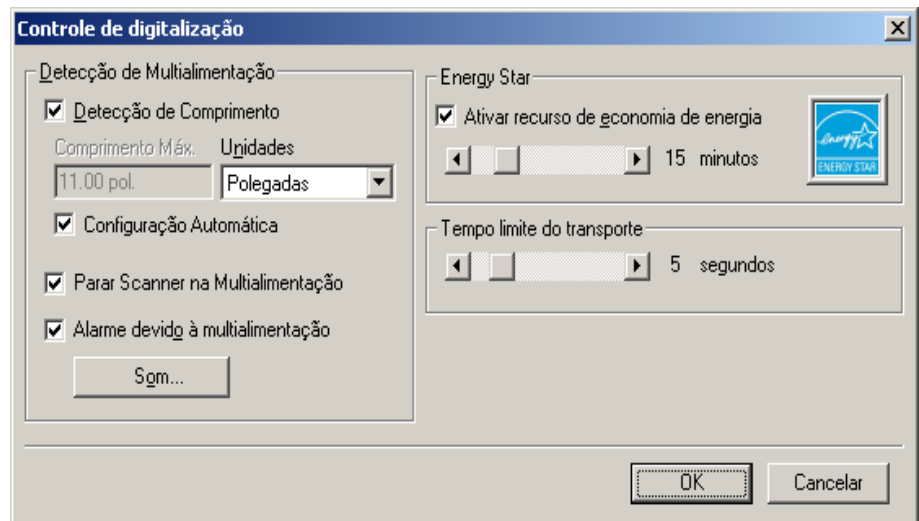 Controle de digitalização
Detecção de Multialimentação
Detecção de Comprimento
Comprimento Máx. Unidades
11.00 pol. Polegadas
Configuração Automática
Parar Scanner na Multialimentação
Alarme devido à multialimentação
Som...
Energy Star
Ativar recurso de economia de energia
15 minutos
energy
ENERGY STAR
Tempo limite do transporte
5 segundos
OK Cancelar